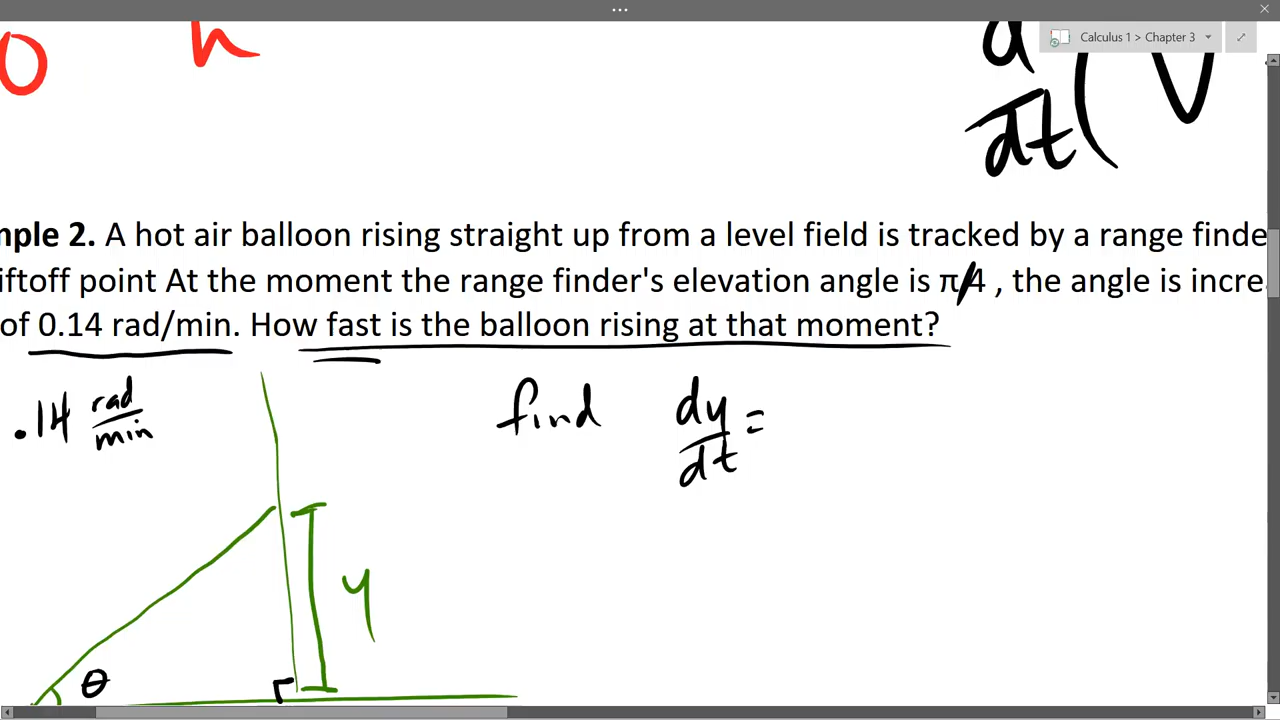 Calculus 1 > Chapter 3
0 h
d
dt(
mple 2. A hot air balloon rising straight up from a level field is tracked by a range finde
iftoff point At the moment the range finder's elevation angle is π/4 , the angle is incre
of 0.14 rad/min. How fast is the balloon rising at that moment?
.14 rad/min find dy/dt =
y
θ